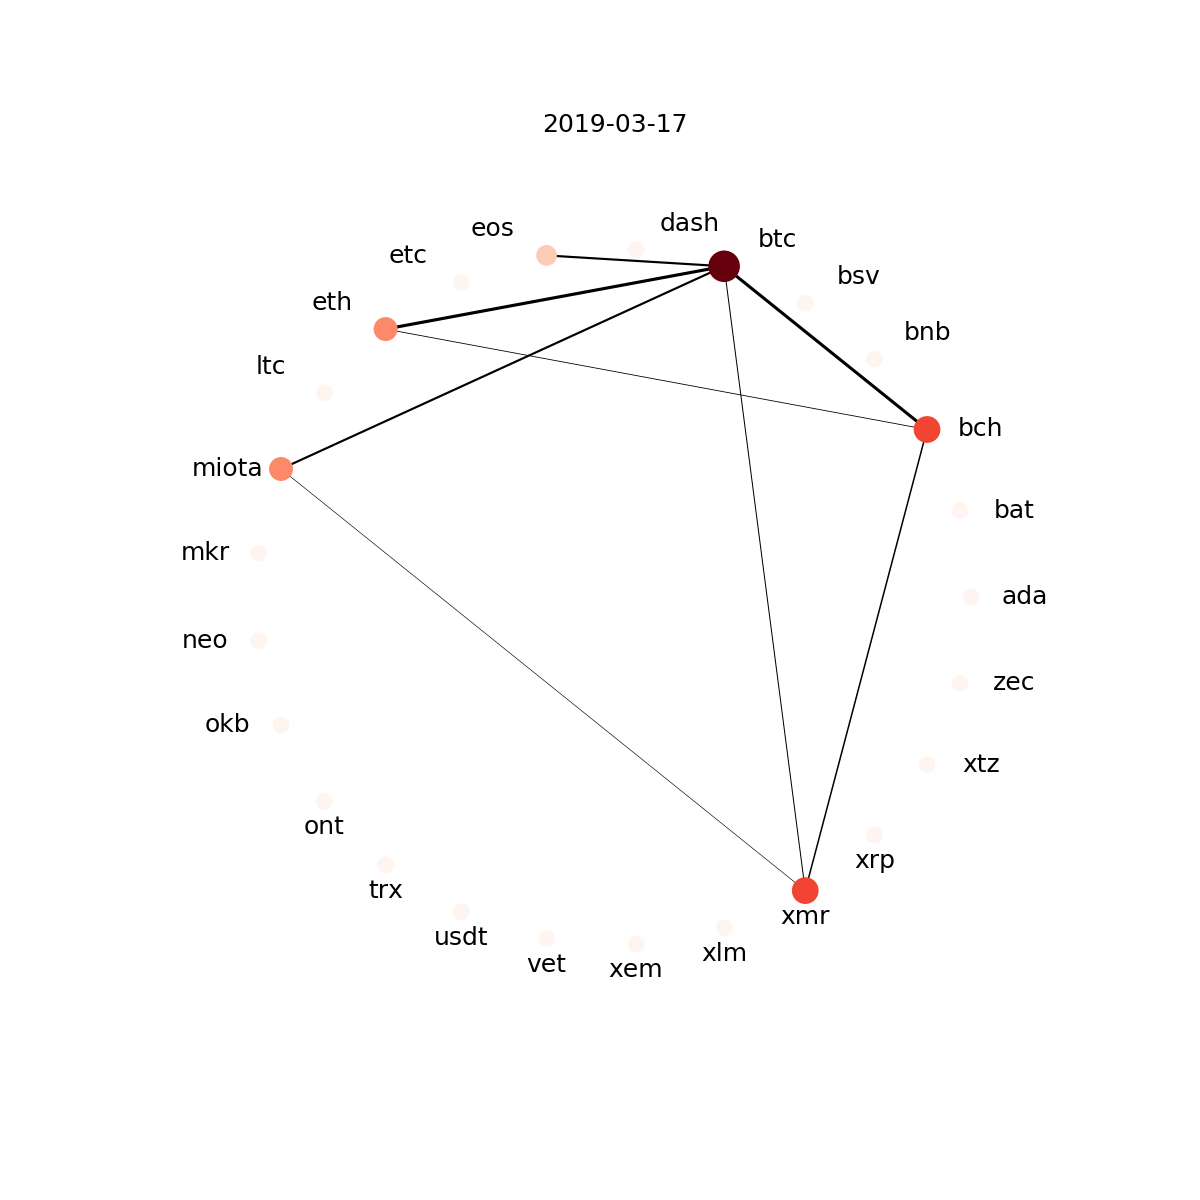 2019-03-17
dash
eos
btc
etc
bsv
eth
bnb
ltc
bch
miota
bat
mkr
ada
neo
zec
okb
xtz
ont
xrp
trx
xmr
usdt
xlm
vet
xem